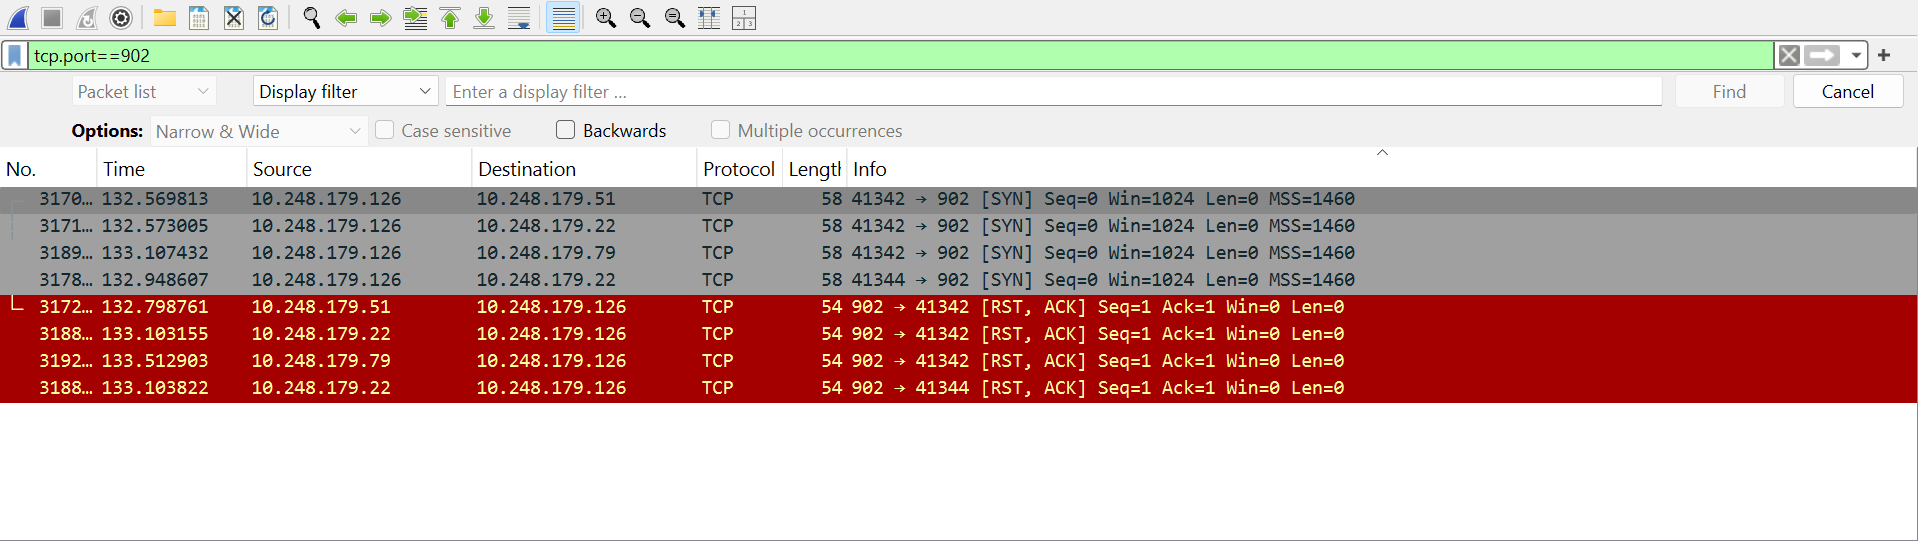 tcp.port==902
Packet list Display filter Enter a display filter … Find Cancel
Options: Narrow & Wide Case sensitive Backwards Multiple occurrences
No. Time Source Destination Protocol Length Info
3170… 132.569813 10.248.179.126 10.248.179.51 TCP 58 41342 → 902 [SYN] Seq=0 Win=1024 Len=0 MSS=1460
3171… 132.573005 10.248.179.126 10.248.179.22 TCP 58 41342 → 902 [SYN] Seq=0 Win=1024 Len=0 MSS=1460
3189… 133.107432 10.248.179.126 10.248.179.79 TCP 58 41342 → 902 [SYN] Seq=0 Win=1024 Len=0 MSS=1460
3178… 132.948607 10.248.179.126 10.248.179.22 TCP 58 41344 → 902 [SYN] Seq=0 Win=1024 Len=0 MSS=1460
3172… 132.798761 10.248.179.51 10.248.179.126 TCP 54 902 → 41342 [RST, ACK] Seq=1 Ack=1 Win=0 Len=0
3188… 133.103155 10.248.179.22 10.248.179.126 TCP 54 902 → 41342 [RST, ACK] Seq=1 Ack=1 Win=0 Len=0
3192… 133.512903 10.248.179.79 10.248.179.126 TCP 54 902 → 41342 [RST, ACK] Seq=1 Ack=1 Win=0 Len=0
3188… 133.103822 10.248.179.22 10.248.179.126 TCP 54 902 → 41344 [RST, ACK] Seq=1 Ack=1 Win=0 Len=0